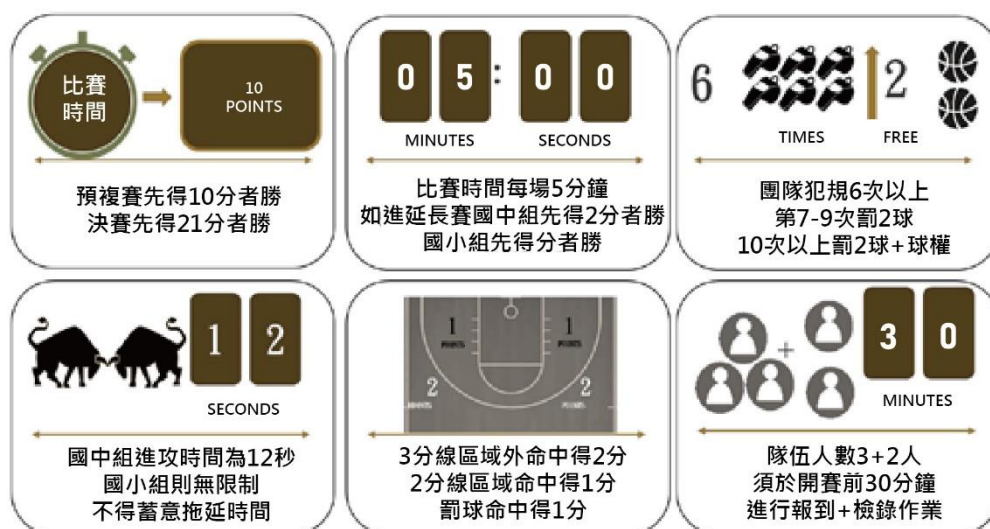 比賽
時間
10
POINTS
預複賽先得10分者勝
決賽先得21分者勝
05:00
MINUTES SECONDS
比賽時間每場5分鐘
如進延長賽國中組先得2分者勝
國小組先得分者勝
6 2
TIMES FREE
團隊犯規6次以上
第7-9次罰2球
10次以上罰2球+球權
12
SECONDS
國中組進攻時間為12秒
國小組則無限制
不得蓄意拖延時間
1 1
POINTS POINTS
2 2
POINTS POINTS
3分線區域外命中得2分
2分線區域命中得1分
罰球命中得1分
+
30
MINUTES
隊伍人數3+2人
須於開賽前30分鐘
進行報到+檢錄作業